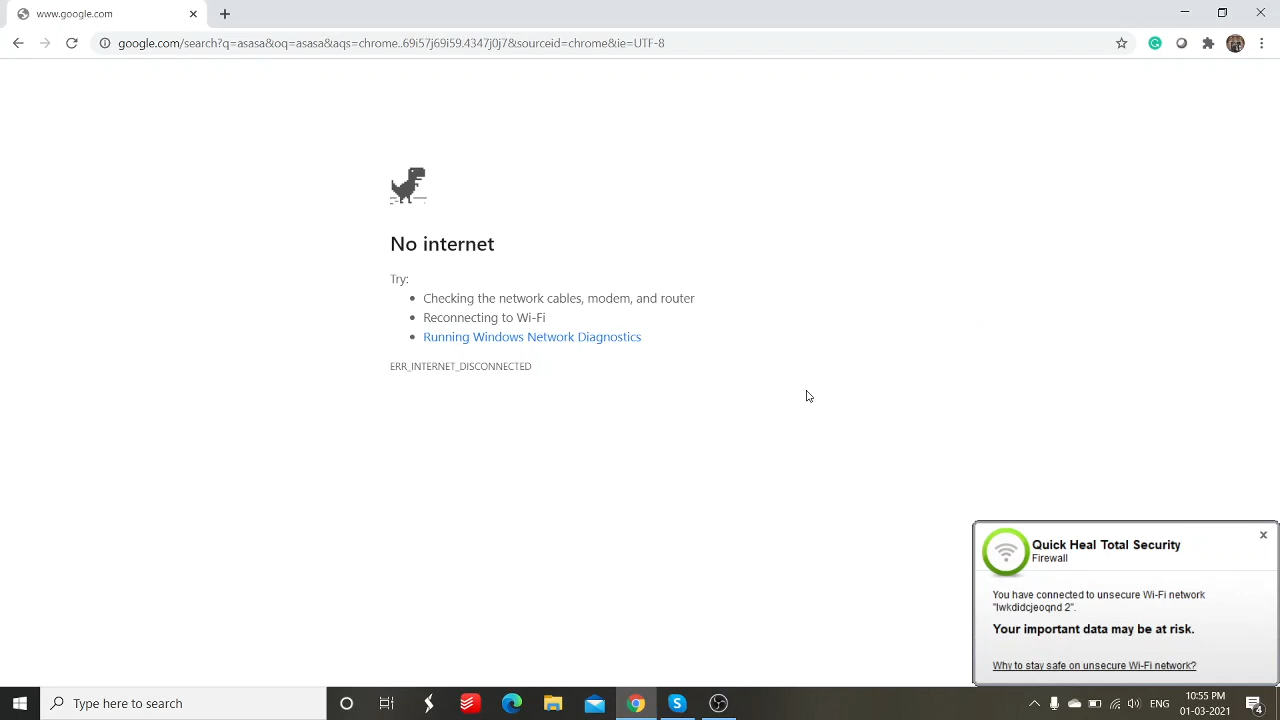 www.google.com
google.com/search?q=asasa&oq=asasa&aqs=chrome..69i57j69i59.4347j0j7&sourceid=chrome&ie=UTF-8
No internet
Try:
Checking the network cables, modem, and router
Reconnecting to Wi-Fi
Running Windows Network Diagnostics
ERR_INTERNET_DISCONNECTED
Quick Heal Total Security
Firewall
You have connected to unsecure Wi-Fi network
"lwkdidcjeoqnd 2".
Your important data may be at risk.
Why to stay safe on unsecure Wi-Fi network?
Type here to search
ENG
10:55 PM
01-03-2021